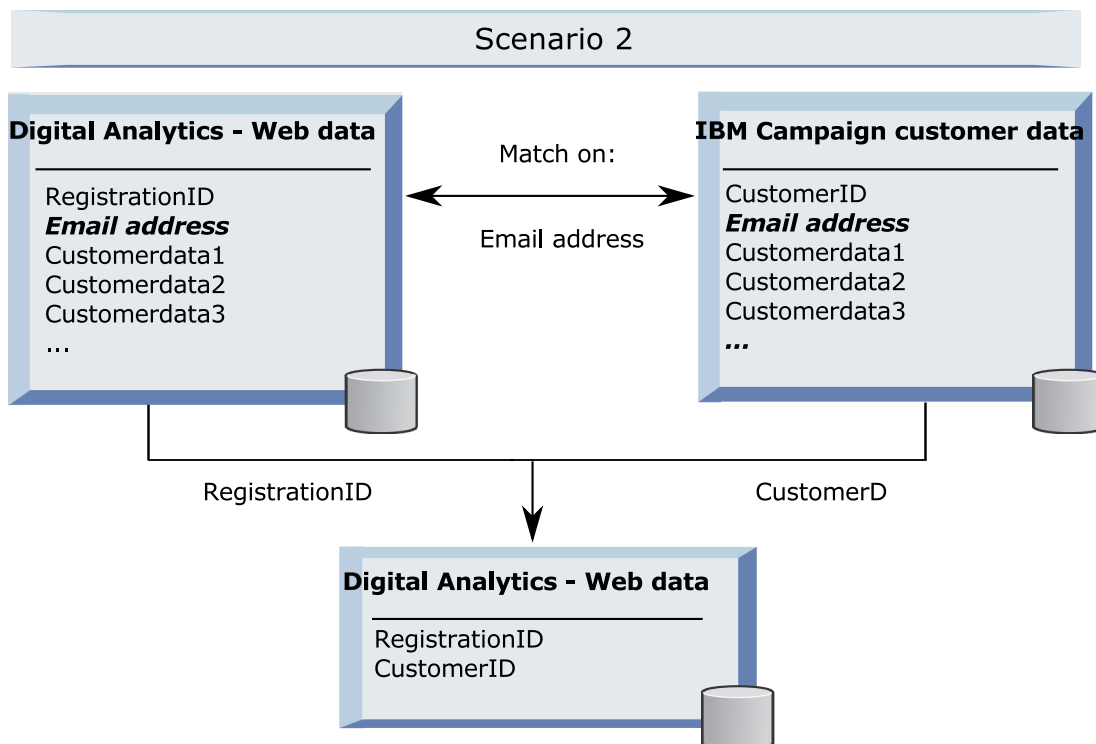 Scenario 2
Digital Analytics - Web data
RegistrationID
Email address
Customerdata1
Customerdata2
Customerdata3
...
Match on:
Email address
IBM Campaign customer data
CustomerID
Email address
Customerdata1
Customerdata2
Customerdata3
...
RegistrationID
CustomerD
Digital Analytics - Web data
RegistrationID
CustomerID